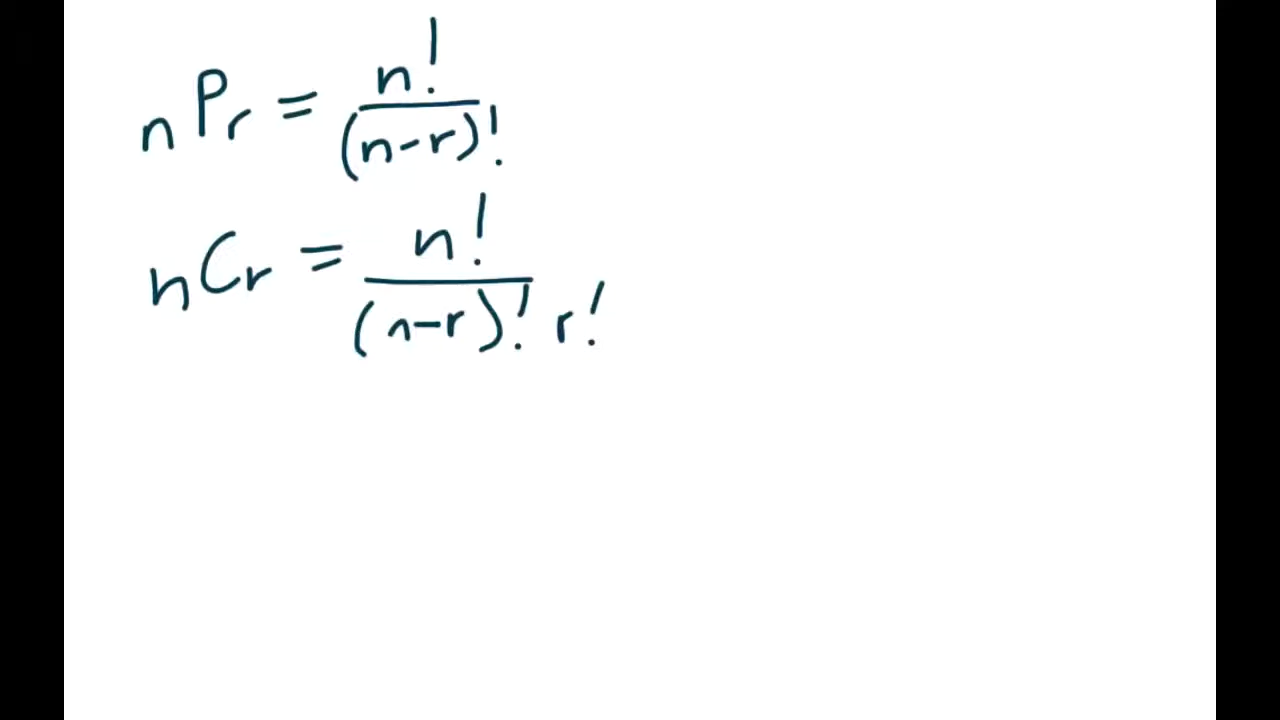 nPr = n! / (n-r)!
nCr = n! / (n-r)! r!